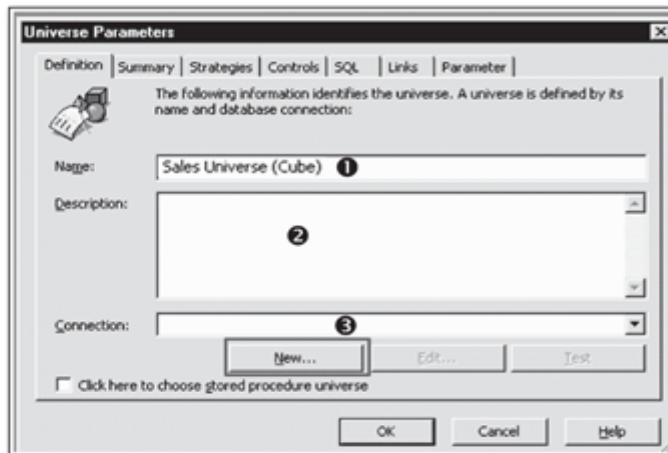 Universe Parameters
Definition Summary Strategies Controls SQL Links Parameter
The following information identifies the universe. A universe is defined by its
name and database connection:
Name: Sales Universe (Cube) ❶
Description:
❷
Connection: ❸
New... Edit... Test
Click here to choose stored procedure universe
OK Cancel Help